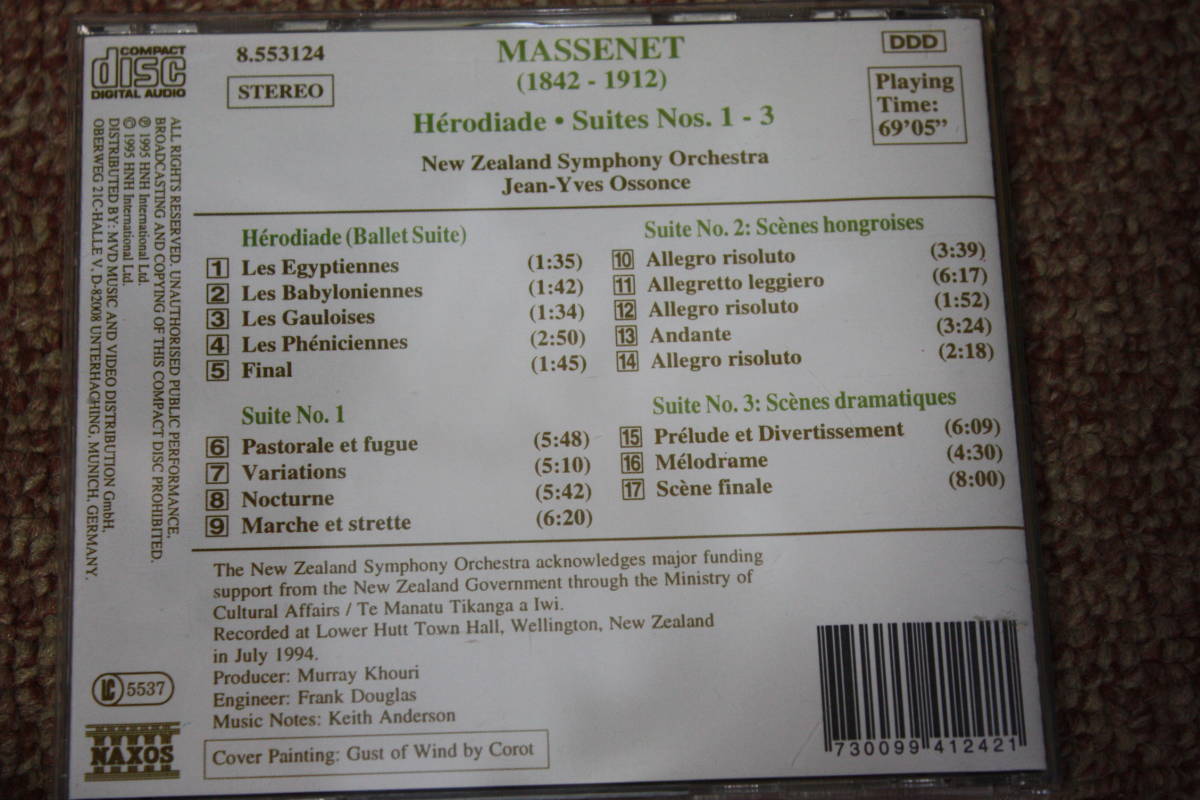 COMPACT
disc
DIGITAL AUDIO
8.553124
STEREO
MASSENET
(1842 - 1912)
Hérodiade • Suites Nos. 1 - 3
New Zealand Symphony Orchestra
Jean-Yves Ossonce
DDD
Playing
Time:
69'05"
Hérodiade (Ballet Suite)
1 Les Egyptiennes (1:35)
2 Les Babyloniennes (1:42)
3 Les Gauloises (1:34)
4 Les Phéniciennes (2:50)
5 Final (1:45)
Suite No. 1
6 Pastorale et fugue (5:48)
7 Variations (5:10)
8 Nocturne (5:42)
9 Marche et strette (6:20)
Suite No. 2: Scènes hongroises
10 Allegro risoluto (3:39)
11 Allegretto leggiero (6:17)
12 Allegro risoluto (1:52)
13 Andante (3:24)
14 Allegro risoluto (2:18)
Suite No. 3: Scènes dramatiques
15 Prélude et Divertissement (6:09)
16 Mélodrame (4:30)
17 Scène finale (8:00)
The New Zealand Symphony Orchestra acknowledges major funding
support from the New Zealand Government through the Ministry of
Cultural Affairs / Te Manatu Tikanga a Iwi.
Recorded at Lower Hutt Town Hall, Wellington, New Zealand
in July 1994.
Producer: Murray Khouri
Engineer: Frank Douglas
Music Notes: Keith Anderson
Cover Painting: Gust of Wind by Corot
ALL RIGHTS RESERVED. UNAUTHORISED PUBLIC PERFORMANCE,
BROADCASTING AND COPYING OF THIS COMPACT DISC PROHIBITED.
℗ 1995 HNH International Ltd.
© 1995 HNH International Ltd.
DISTRIBUTED BY: MVD MUSIC AND VIDEO DISTRIBUTION GmbH,
OBERWEG 21C-HALLE V, D-82008 UNTERHACHING, MUNICH, GERMANY.
LC 5537
NAXOS
730099 412421